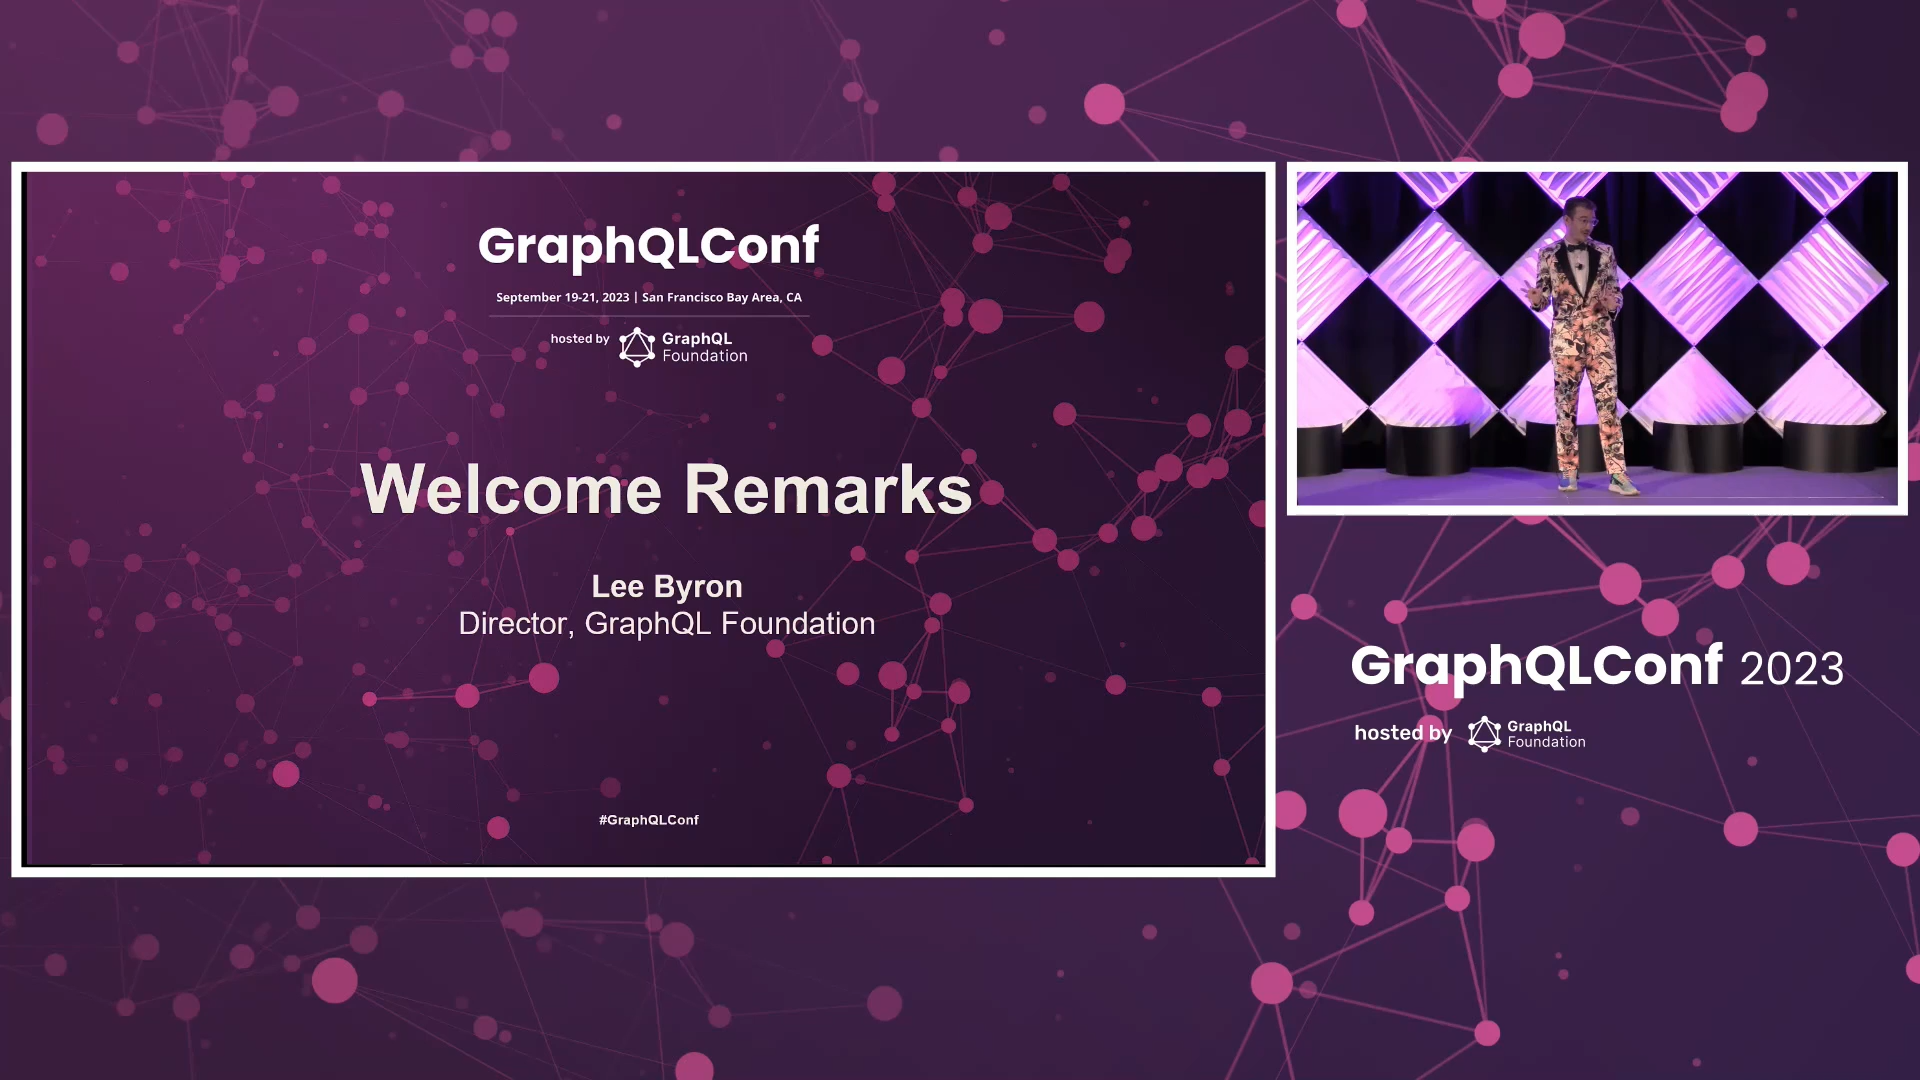 GraphQLConf
September 19-21, 2023 | San Francisco Bay Area, CA
hosted by GraphQL
Foundation
Welcome Remarks
Lee Byron
Director, GraphQL Foundation
#GraphQLConf
GraphQLConf 2023
hosted by GraphQL
Foundation